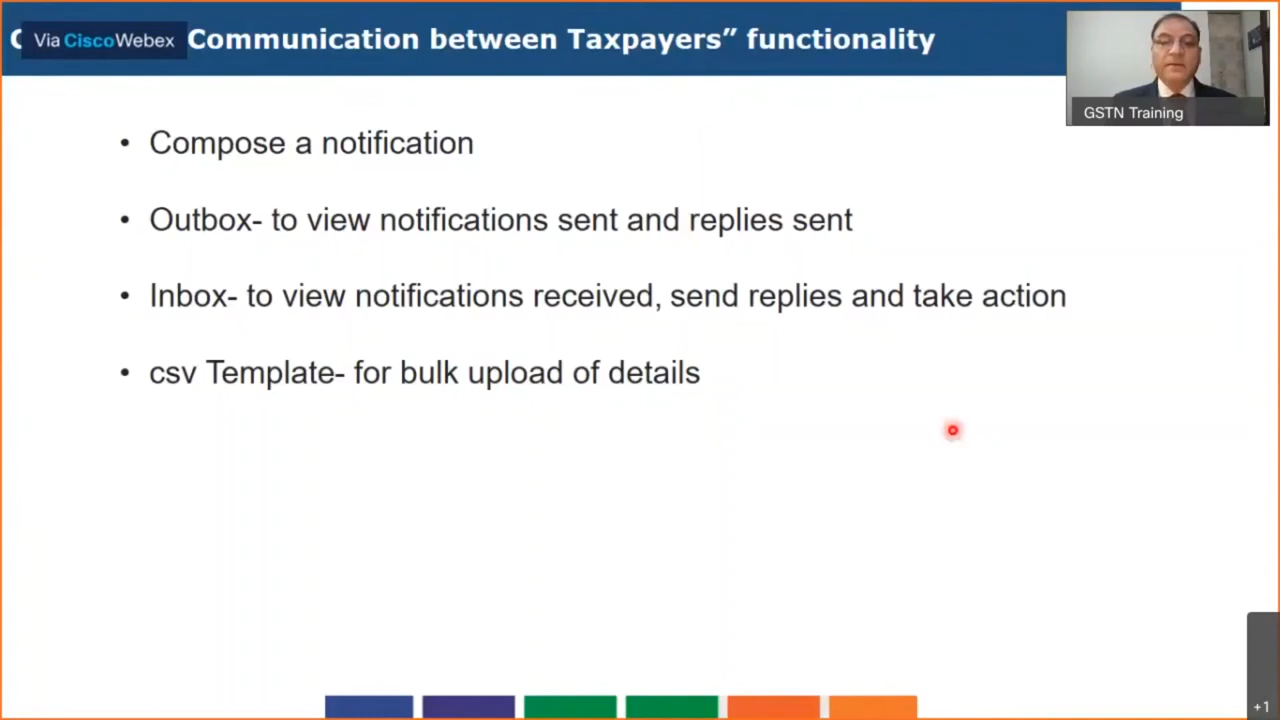 Via CiscoWebex
Communication between Taxpayers” functionality
GSTN Training
• Compose a notification
• Outbox- to view notifications sent and replies sent
• Inbox- to view notifications received, send replies and take action
• csv Template- for bulk upload of details
+1